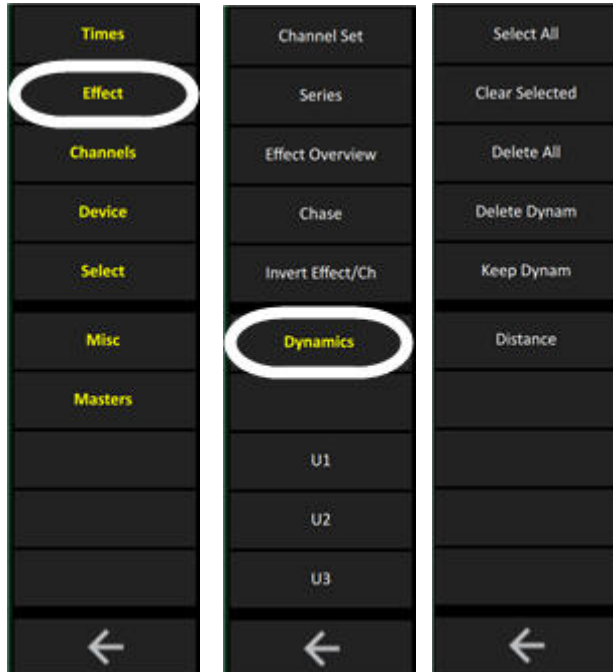 Times
Effect
Channels
Device
Select
Misc
Masters
Channel Set
Series
Effect Overview
Chase
Invert Effect/Ch
Dynamics
U1
U2
U3
Select All
Clear Selected
Delete All
Delete Dynam
Keep Dynam
Distance